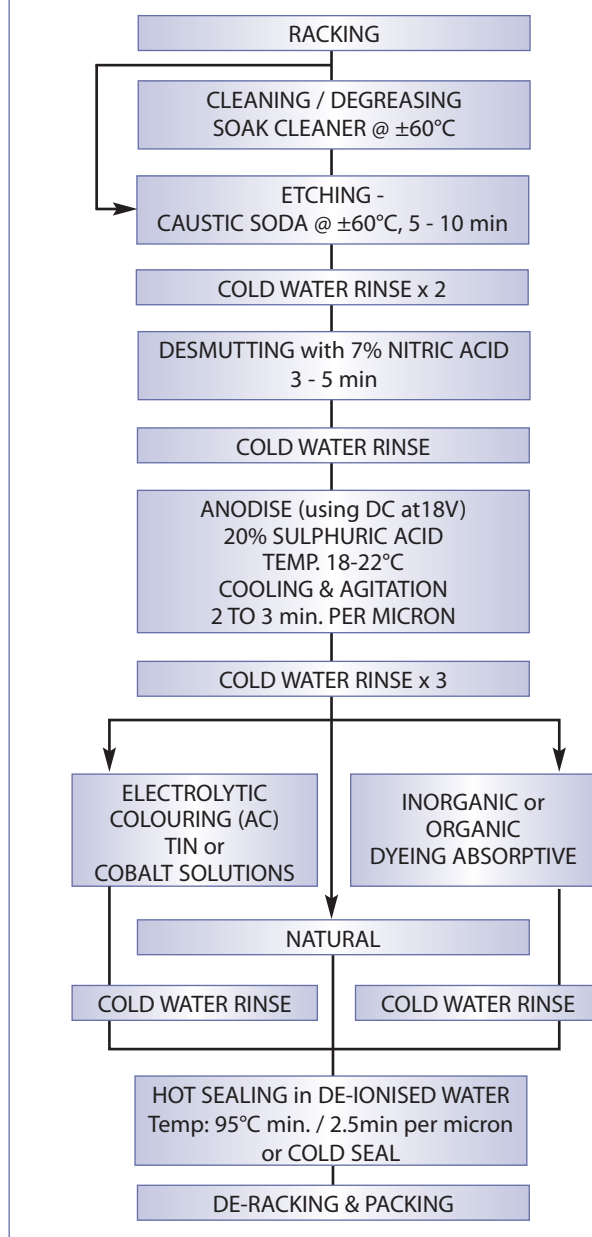 RACKING
CLEANING / DEGREASING
SOAK CLEANER @ ±60°C
ETCHING -
CAUSTIC SODA @ ±60°C, 5 - 10 min
COLD WATER RINSE x 2
DESMUTTING with 7% NITRIC ACID
3 - 5 min
COLD WATER RINSE
ANODISE (using DC at18V)
20% SULPHURIC ACID
TEMP. 18-22°C
COOLING & AGITATION
2 TO 3 min. PER MICRON
COLD WATER RINSE x 3
ELECTROLYTIC
COLOURING (AC)
TIN or
COBALT SOLUTIONS
INORGANIC or
ORGANIC
DYEING ABSORPTIVE
NATURAL
COLD WATER RINSE
COLD WATER RINSE
HOT SEALING in DE-IONISED WATER
Temp: 95°C min. / 2.5min per micron
or COLD SEAL
DE-RACKING & PACKING